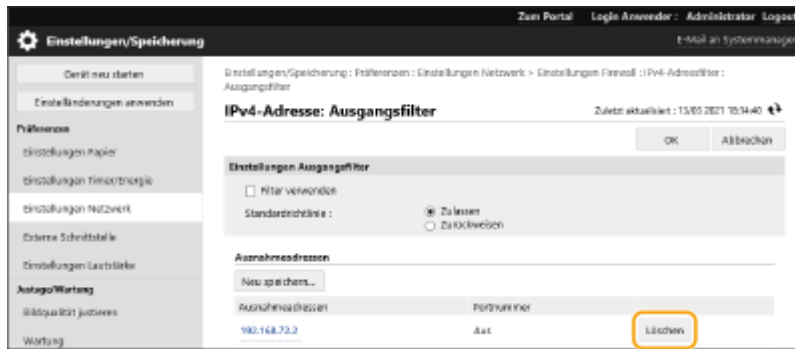 Zum Portal Login Anwender : Administrator Logout
Einstellungen/Speicherung
E-Mail an Systemmanager
Gerät neu starten
Einstelländerungen anwenden
Präferenzen
Einstellungen Papier
Einstellungen Timer/Energie
Einstellungen Netzwerk
Externe Schnittstelle
Einstellungen Lautstärke
Justage/Wartung
Bildqualität justieren
Wartung
Einstellungen/Speicherung : Präferenzen : Einstellungen Netzwerk > Einstellungen Firewall : IPv4-Adressfilter :
Ausgangsfilter
IPv4-Adresse: Ausgangsfilter
Zuletzt aktualisiert : 13/05 2021 18:14:40
OK Abbrechen
Einstellungen Ausgangsfilter
Filter verwenden
Standardrichtlinie :
Zulassen
Zurückweisen
Ausnahmeadressen
Neu speichern...
Ausnahmeadressen Portnummer
192.168.72.2 Aus Löschen